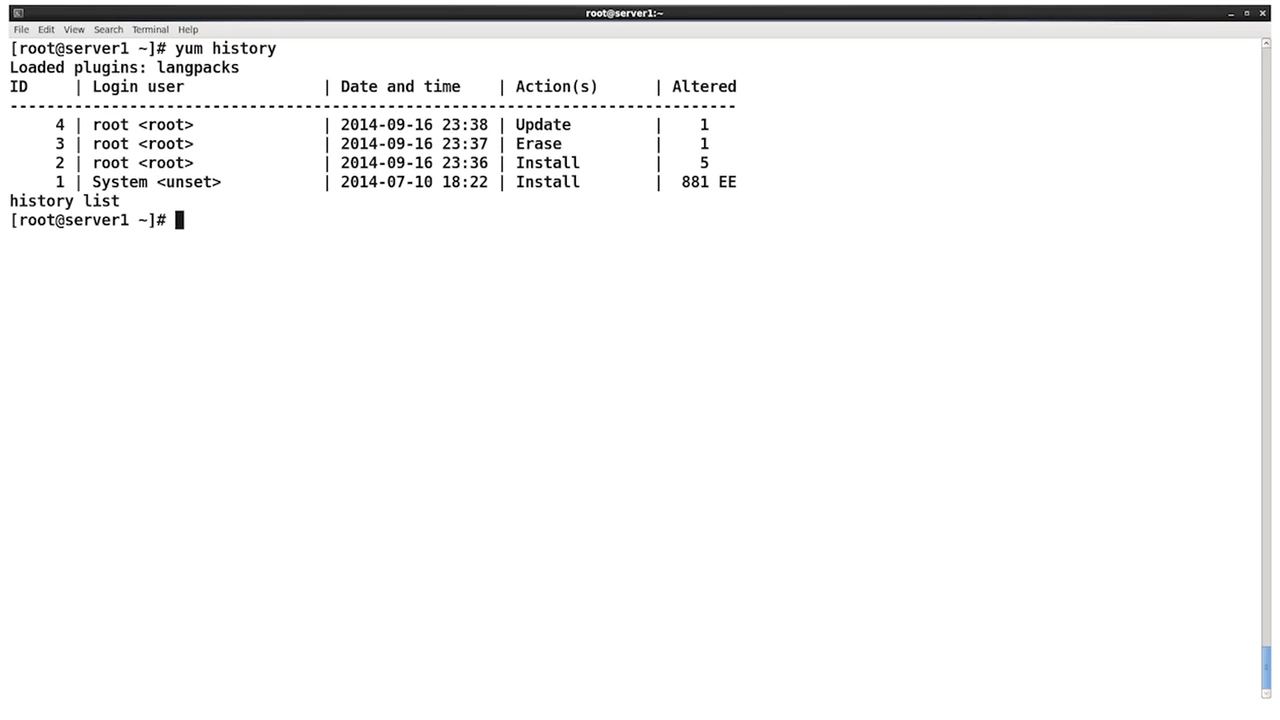 root@server1:~
File Edit View Search Terminal Help
[root@server1 ~]# yum history
Loaded plugins: langpacks
ID     | Login user               | Date and time    | Action(s)      | Altered
-------------------------------------------------------------------------------
     4 | root <root>              | 2014-09-16 23:38 | Update         |    1
     3 | root <root>              | 2014-09-16 23:37 | Erase          |    1
     2 | root <root>              | 2014-09-16 23:36 | Install        |    5
     1 | System <unset>           | 2014-07-10 18:22 | Install        |  881 EE
history list
[root@server1 ~]#